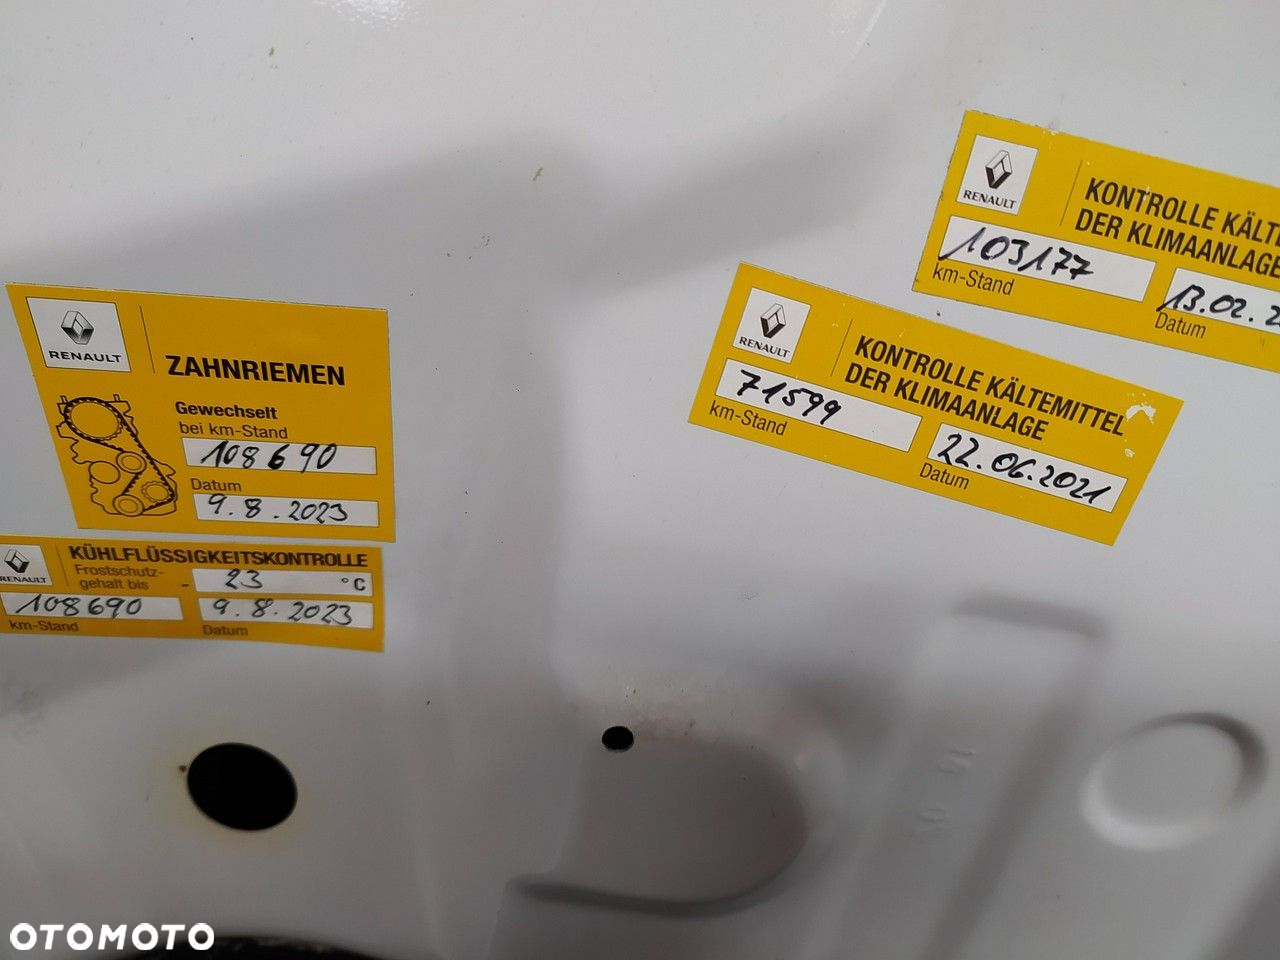 RENAULT
ZAHNRIEMEN
Gewechselt
bei km-Stand
108690
Datum
9.8.2023
RENAULT
KÜHLFLÜSSIGKEITSKONTROLLE
Frostschutz-
gehalt bis
- 23 °C
108690
9.8.2023
km-Stand
Datum
RENAULT
KONTROLLE KÄLTEMITTEL
DER KLIMAANLAGE
71599
22.06.2021
km-Stand
Datum
RENAULT
KONTROLLE KÄLT
DER KLIMAANLAGE
103177
13.02.2
km-Stand
Datum
OTOMOTO